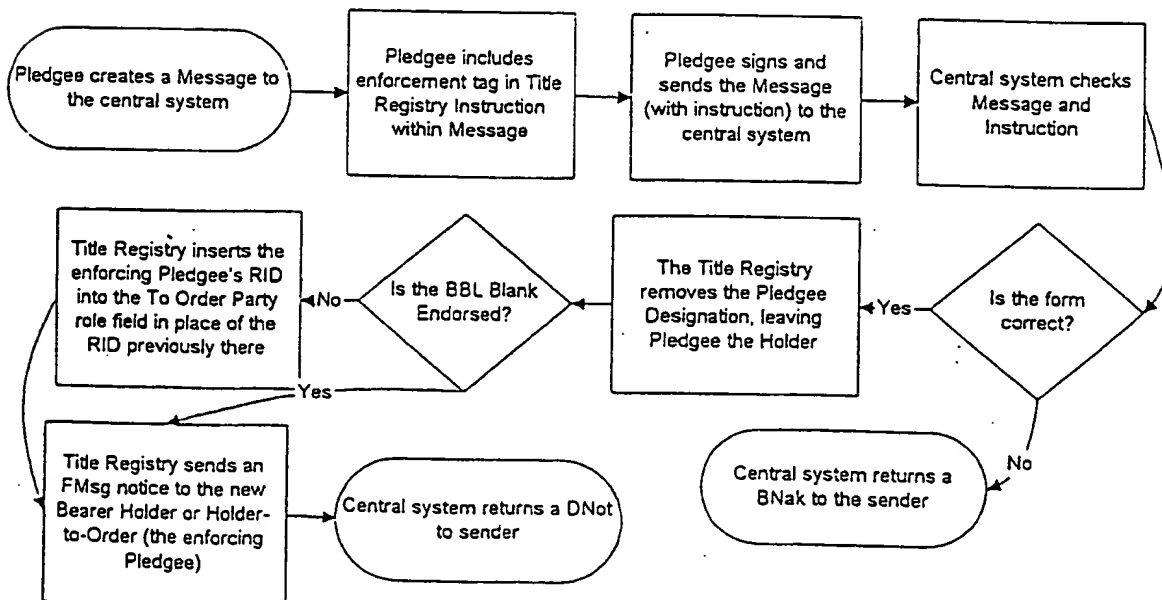 Pledgee creates a Message to
the central system
Pledgee includes
enforcement tag in Title
Registry Instruction
within Message
Pledgee signs and
sends the Message
(with instruction) to the
central system
Central system checks
Message and
Instruction
Is the form
correct?
Yes
No
The Title Registry
removes the Pledgee
Designation, leaving
Pledgee the Holder
Is the BBL Blank
Endorsed?
No
Yes
Title Registry inserts the
enforcing Pledgee's RID
into the To Order Party
role field in place of the
RID previously there
Title Registry sends an
FMsg notice to the new
Bearer Holder or Holder-
to-Order (the enforcing
Pledgee)
Central system returns a DNot
to sender
Central system returns a
BNak to the sender